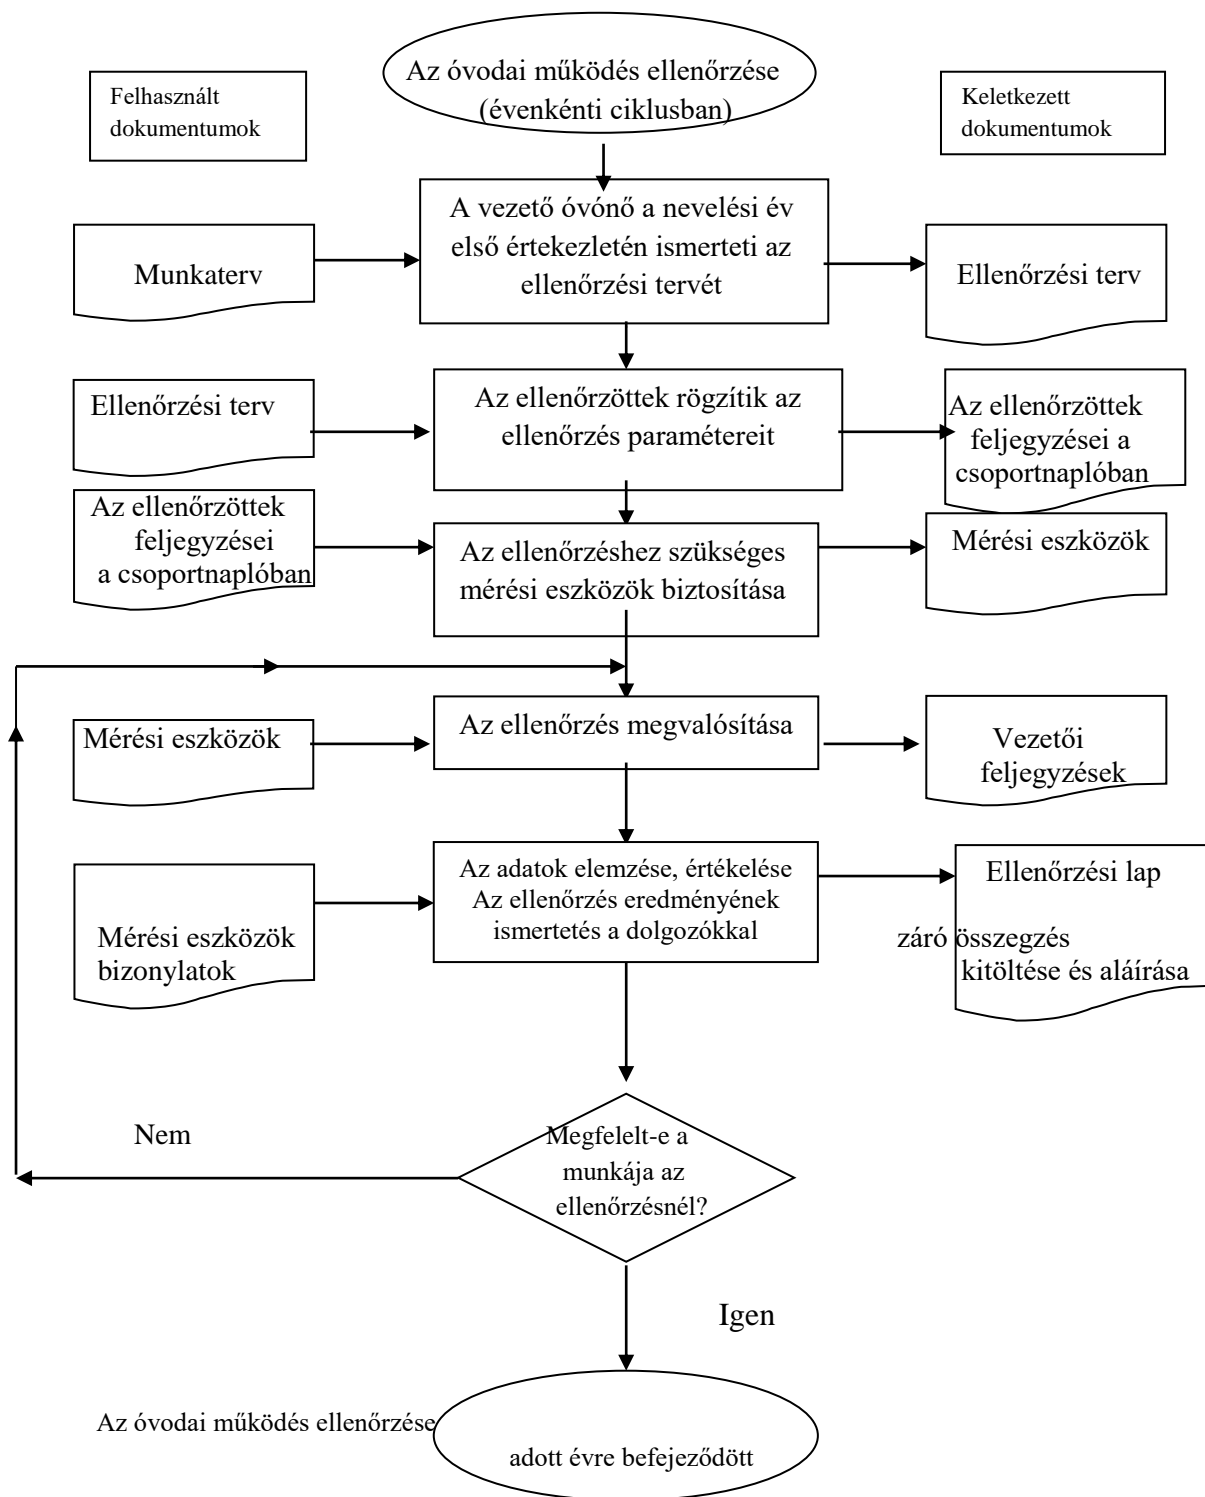 Az óvodai működés ellenőrzése
(évenkénti ciklusban)
Felhasznált
dokumentumok
Keletkezett
dokumentumok
A vezető óvónő a nevelési év
első értekezletén ismerteti az
ellenőrzési tervét
Munkaterv
Ellenőrzési terv
Ellenőrzési terv
Az ellenőrzöttek rögzítik az
ellenőrzés paramétereit
Az ellenőrzöttek
feljegyzései a
csoportnaplóban
Az ellenőrzöttek
feljegyzései
a csoportnaplóban
Az ellenőrzéshez szükséges
mérési eszközök biztosítása
Mérési eszközök
Mérési eszközök
Az ellenőrzés megvalósítása
Vezetői
feljegyzések
Mérési eszközök
bizonylatok
Az adatok elemzése, értékelése
Az ellenőrzés eredményének
ismertetés a dolgozókkal
Ellenőrzési lap
záró összegzés
kitöltése és aláírása
Nem
Megfelelt-e a
munkája az
ellenőrzésnél?
Igen
Az óvodai működés ellenőrzése
adott évre befejeződött